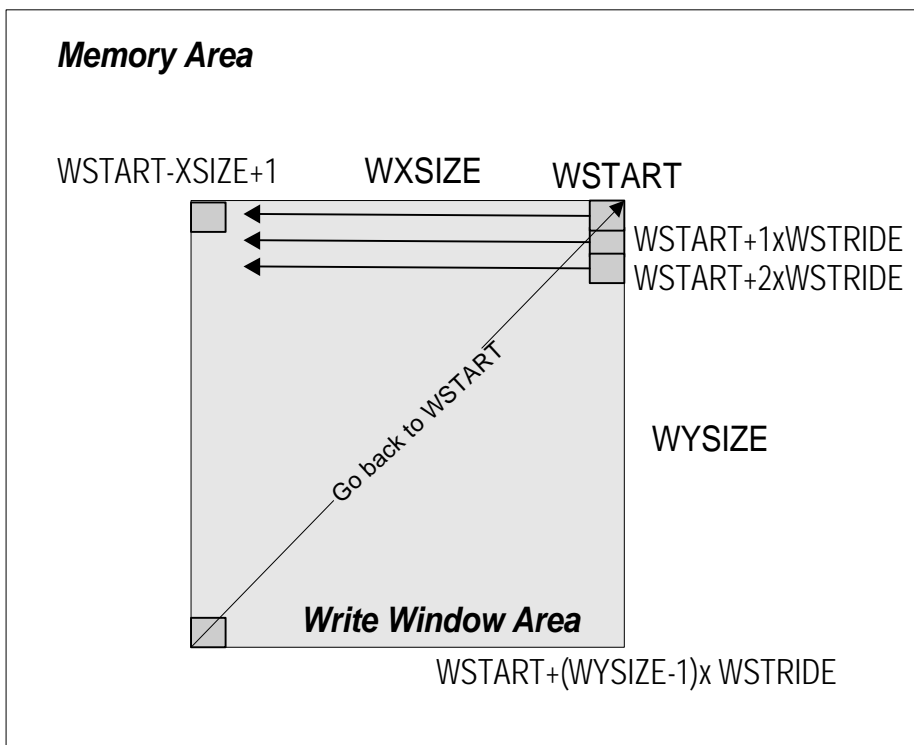 Memory Area
WSTART-XSIZE+1
WXSIZE
WSTART
WSTART+1xWSTRIDE
WSTART+2xWSTRIDE
Go back to WSTART
WYSIZE
Write Window Area
WSTART+(WYSIZE-1)x WSTRIDE